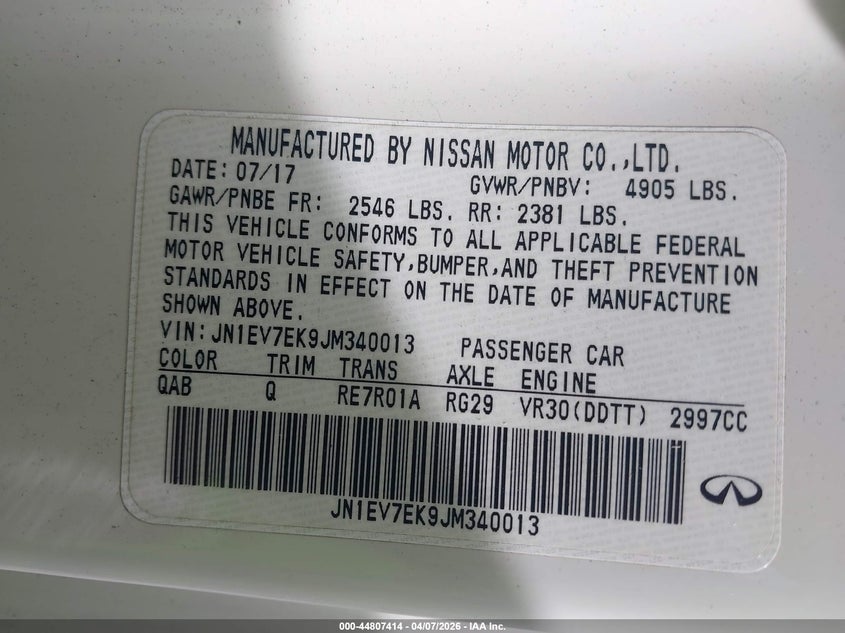 MANUFACTURED BY NISSAN MOTOR CO.,LTD.
DATE: 07/17 GVWR/PNBV: 4905 LBS.
GAWR/PNBE FR: 2546 LBS. RR: 2381 LBS.
THIS VEHICLE CONFORMS TO ALL APPLICABLE FEDERAL
MOTOR VEHICLE SAFETY,BUMPER,AND THEFT PREVENTION
STANDARDS IN EFFECT ON THE DATE OF MANUFACTURE
SHOWN ABOVE.
VIN:JN1EV7EK9JM340013 PASSENGER CAR
COLOR TRIM TRANS AXLE ENGINE
QAB Q RE7R01A RG29 VR30(DDTT) 2997CC
JN1EV7EK9JM340013
000-44807414 - 04/07/2026 - IAA Inc.